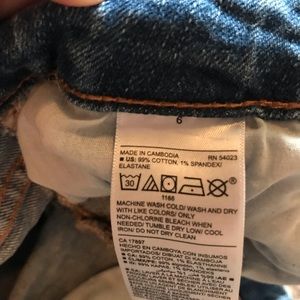 6
MADE IN CAMBODIA RN 54023
■ US: 99% COTTON, 1% SPANDEX/
ELASTANE
30
1166
MACHINE WASH COLD/ WASH AND DRY
WITH LIKE COLORS/ ONLY
NON-CHLORINE BLEACH WHEN
NEEDED/ TUMBLE DRY LOW/ COOL
IRON/ DO NOT DRY CLEAN
CA 17897
HECHO EN CAMBOYA CON INSUMOS